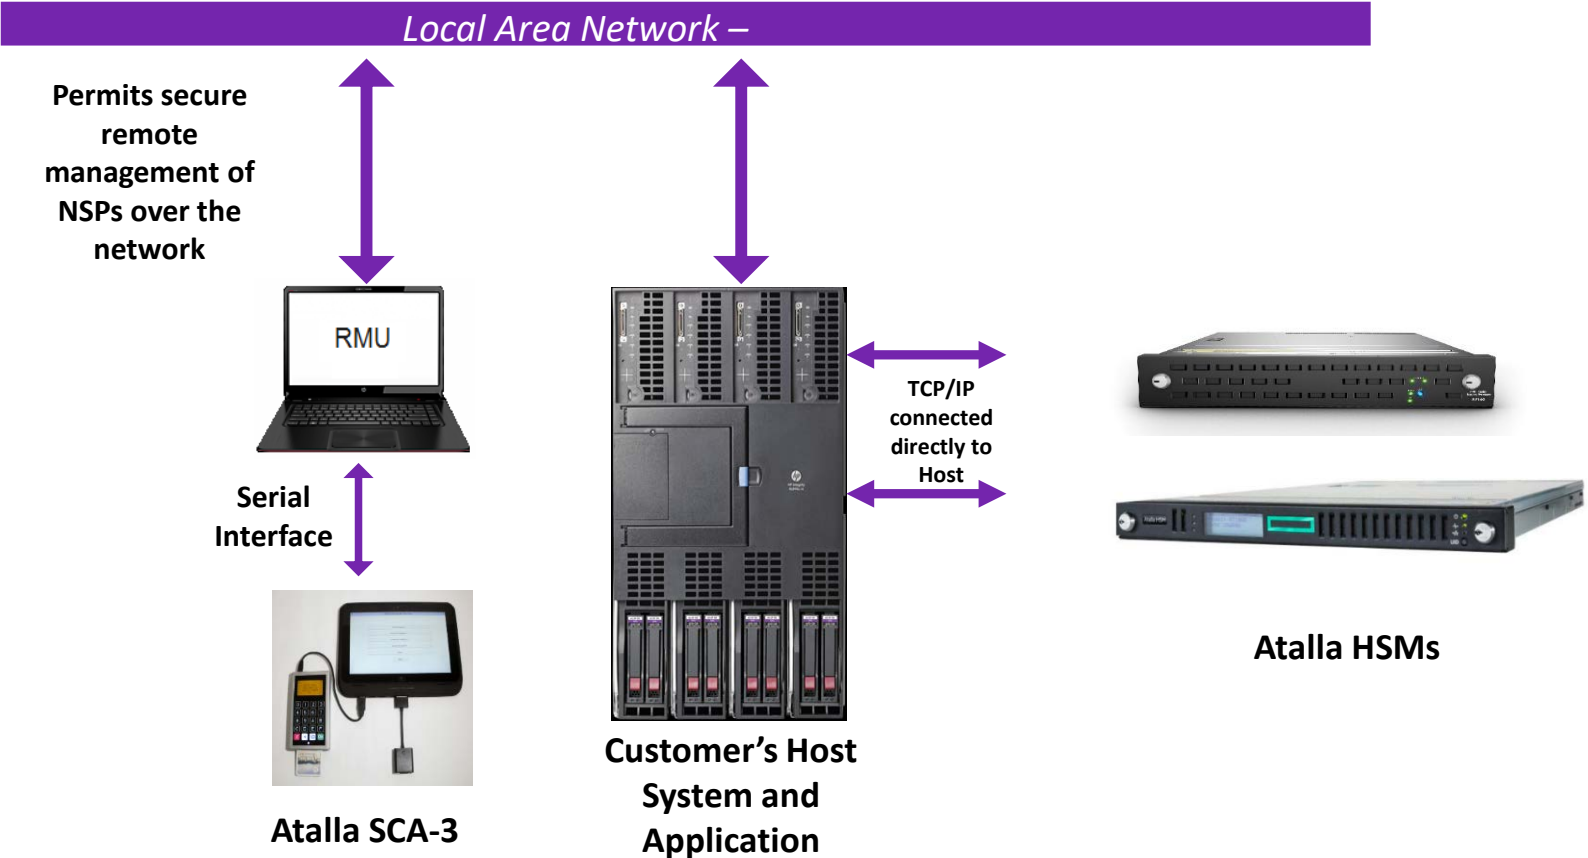 Local Area Network –
Permits secure
remote
management of
NSPs over the
network
RMU
TCP/IP
connected
directly to
Host
Serial
Interface
Atalla HSMs
Customer’s Host
System and
Application
Atalla SCA-3